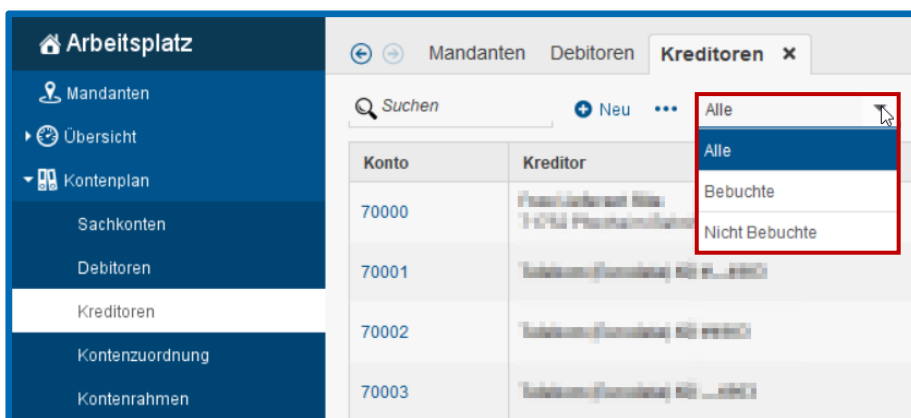 Arbeitsplatz
Mandanten
Übersicht
Kontenplan
Sachkonten
Debitoren
Kreditoren
Kontenzuordnung
Kontenrahmen
Mandanten Debitoren Kreditoren ×
Suchen Neu ••• Alle
Alle
Bebuchte
Nicht Bebuchte
Konto Kreditor
70000
70001
70002
70003